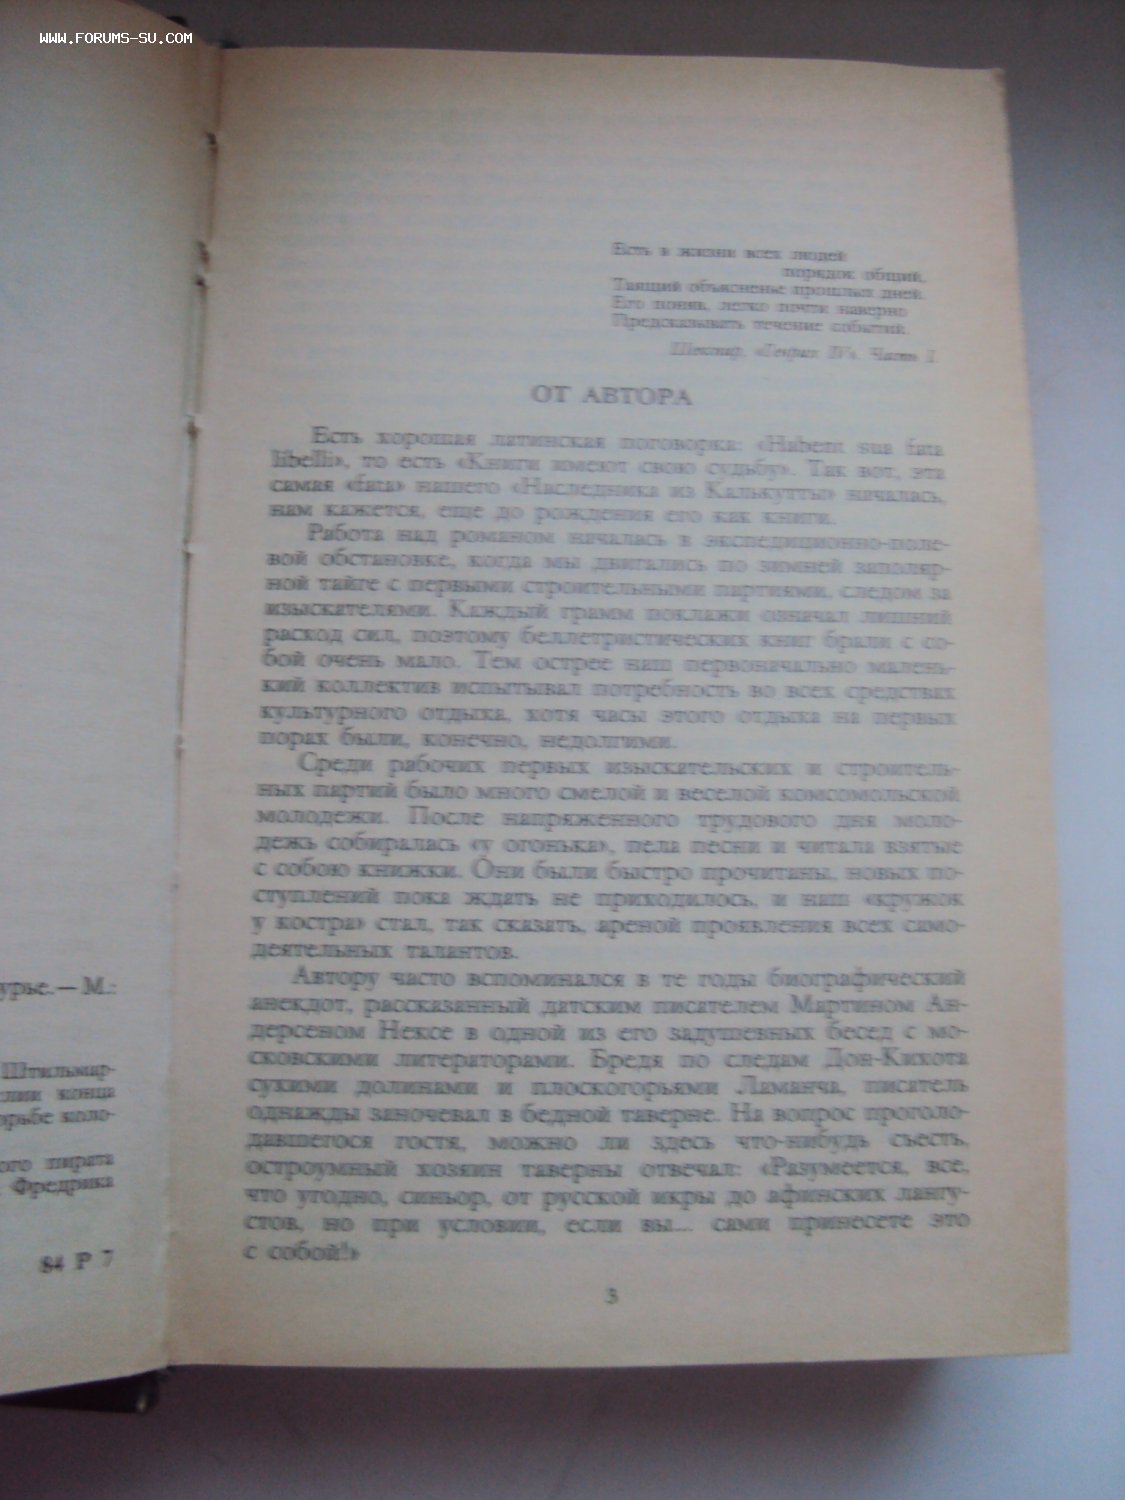 WWW.FORUMS-SU.COM
Есть в жизни всех людей
порядок общий,
Таящий объясненье прошлых дней.
Его поняв, легко почти наверно
Предсказывать течение событий.
Шекспир, «Генрих IV». Часть I.
ОТ АВТОРА
Есть хорошая латинская поговорка: «Habent sua fata
libelli», то есть «Книги имеют свою судьбу». Так вот, эта
самая «fata» нашего «Наследника из Калькутты» началась,
нам кажется, еще до рождения его как книги.
Работа над романом началась в экспедиционно-поле-
вой обстановке, когда мы двигались по зимней заполяр-
ной тайге с первыми строительными партиями, следом за
изыскателями. Каждый грамм поклажи означал лишний
расход сил, поэтому беллетристических книг брали с со-
бой очень мало. Тем острее наш первоначально малень-
кий коллектив испытывал потребность во всех средствах
культурного отдыха, хотя часы этого отдыха на первых
порах были, конечно, недолгими.
Среди рабочих первых изыскательских и строитель-
ных партий было много смелой и веселой комсомольской
молодежи. После напряженного трудового дня моло-
дежь собиралась «у огонька», пела песни и читала взятые
с собою книжки. Они были быстро прочитаны, новых по-
ступлений пока ждать не приходилось, и наш «кружок
у костра» стал, так сказать, ареной проявления всех само-
деятельных талантов.
Автору часто вспоминался в те годы биографический
анекдот, рассказанный датским писателем Мартином Ан-
дерсеном Нексе в одной из его задушевных бесед с мо-
сковскими литераторами. Бредя по следам Дон-Кихота
сухими долинами и плоскогорьями Ламанча, писатель
однажды заночевал в бедной таверне. На вопрос проголо-
давшегося гостя, можно ли здесь что-нибудь съесть,
остроумный хозяин таверны отвечал: «Разумеется, все,
что угодно, синьор, от русской икры до афинских лангу-
стов, но при условии, если вы... сами принесете это
с собой!»
3
урье.— М.:
Штильмар-
глии конца
орьбе коло-
ого пирата
Фредрика
84 Р 7